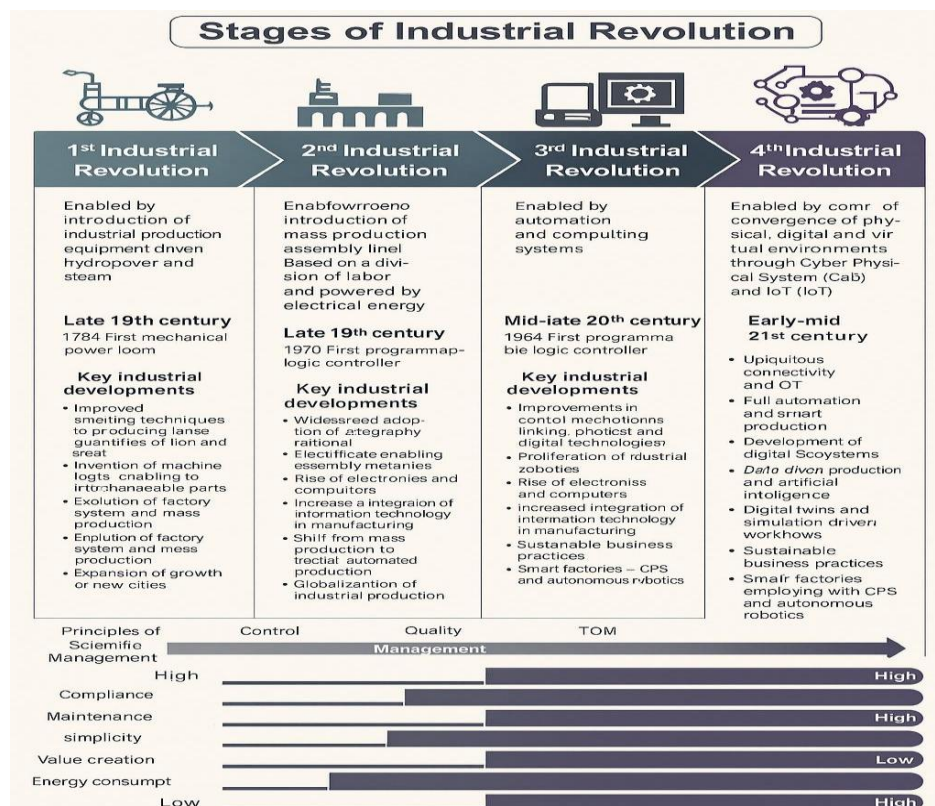 Stages of Industrial Revolution
1st Industrial
Revolution
2nd Industrial
Revolution
3rd Industrial
Revolution
4th Industrial
Revolution
Enabled by
introduction of
industrial production
equipment dnven
hydropover and
steam
Late 19th century
1784 First mechanical
power loom
Key industrial
developments
• Improved
smeiting techniques
to producing lanse
guantifies of lion and
sreat
• Invention of machine
logts cnabling to
parts
• Exolution of factory
system and mass
production
• Enplution of factory
system and mess
production
• Expansion of growth
or new cities
Enabfowrroeno
introduction of
mass production
assembly linel
Based on a divi-
sion of labor
and powered by
electrical energy
Late 19th century
1970 First programmap-
logic controller
Key industrial
developments
• Widessreed adop-
tion of
raitional
• Electifficate enabling
essembly metanies
• Rise of electronies and
compuitors
• Increase a integraion of
information technology
in manufacturing
• Shilf from mass
production to
trectial automated
production
• Globalizantion of
industrial production
Enabled by
automation
and compulting
systems
Mid-iate 20th century
1964 First programma
bie logic controller
Key industrial
developments
• Improvements in
contol mechotionns
linking, photicst and
digital technologies
• Proliferation of rdustrial
zoboties
• Rise of electroniss
and computers
• increased integration of
intermation technology
in manufacturing
• Sustanable business
practices
• Smart factories – CPS
and autonomous rvbotics
Enabled by comr of
convergence of phy-
sical, digital and vir
tual environments
through Cyber Physi-
cal System (Cab)
and IoT (IoT)
Early-mid
21st century
• Upiquitous
connectivity
and OT
• Full automation
and smart
production
• Development of
digital Scoystems
• Data diven production
and artificial
intoligence
• Digital twins and
simulation driven
workhows
• Sustainable
business practices
• Smalr factories
employing with CPS
and autonomous
robotics
Principles of
Sciemific
Management
Control
Quality
TOM
Management
High
High
Compliance
Maintenance
High
simplicity
Value creation
Low
Energy consumpt
Low
High